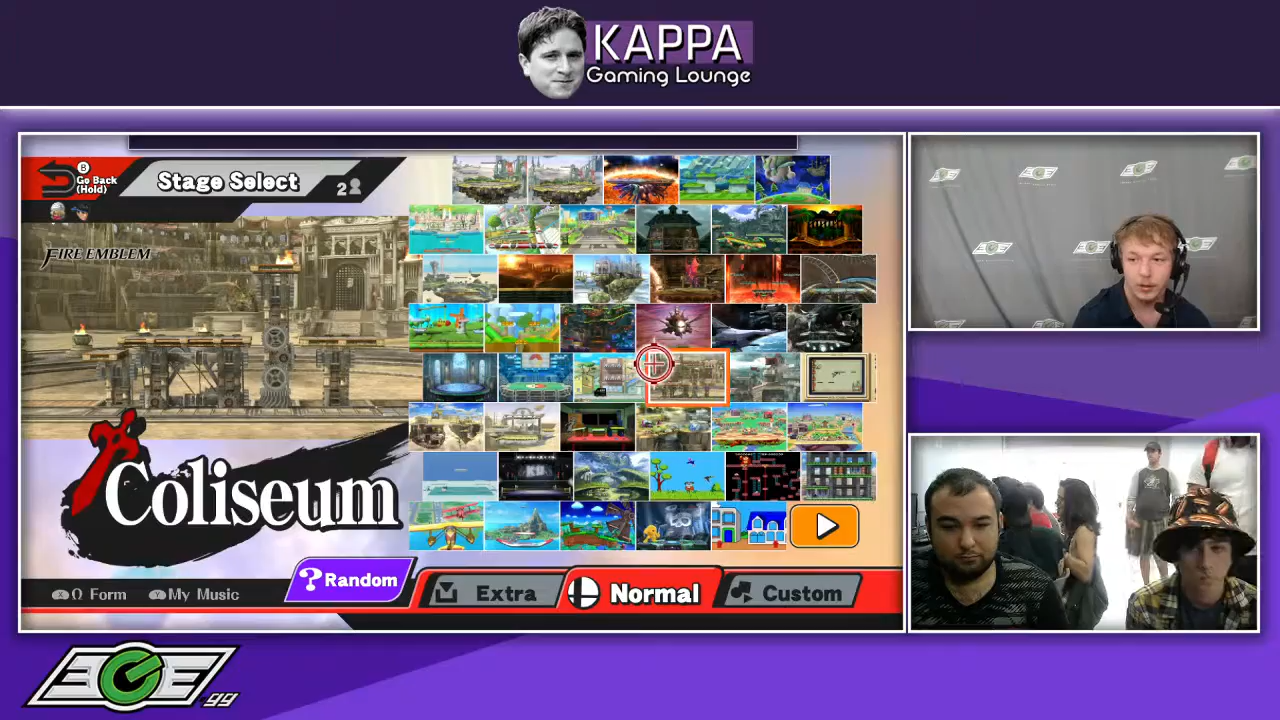 KAPPA
Gaming Lounge
B
Go Back
(Hold)
Stage Select
2
FIRE EMBLEM
Coliseum
X Ω Form
Y My Music
? Random
Extra
Normal
Custom
EGE
.gg